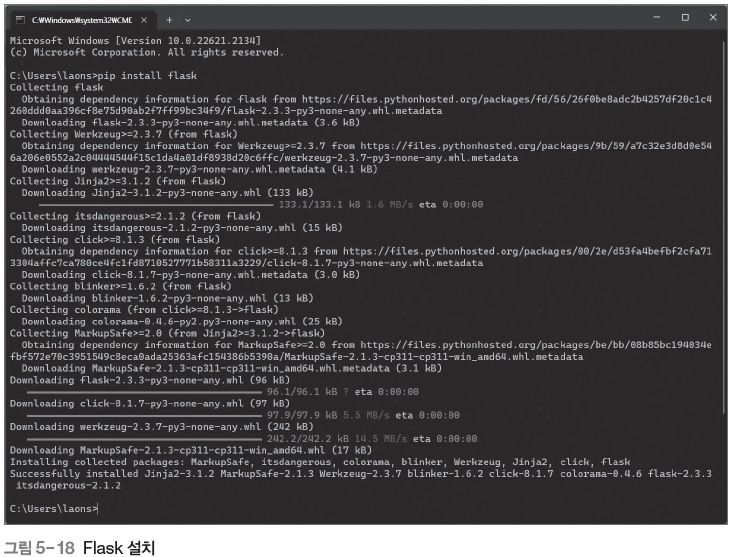 C:\Windows\system32\CME
Microsoft Windows [Version 10.0.22621.2134]
(c) Microsoft Corporation. All rights reserved.
C:\Users\laons>pip install flask
Collecting flask
Obtaining dependency information for flask from https://files.pythonhosted.org/packages/fd/56/26f0be8adc2b4257df20c1c4
260ddd0aa396cf8e75d90ab2f7ff99bc34f9/flask-2.3.3-py3-none-any.whl.metadata
Downloading flask-2.3.3-py3-none-any.whl.metadata (3.6 kB)
Collecting Werkzeug>=2.3.7 (from flask)
Obtaining dependency information for Werkzeug>=2.3.7 from https://files.pythonhosted.org/packages/9b/59/a7c32e3d8d0e54
6a206e0552a2c04444544f15c1da4a01df8938d20c6ffc/werkzeug-2.3.7-py3-none-any.whl.metadata
Downloading werkzeug-2.3.7-py3-none-any.whl.metadata (4.1 kB)
Collecting Jinja2>=3.1.2 (from flask)
Downloading Jinja2-3.1.2-py3-none-any.whl (133 kB)
133.1/133.1 kB 1.6 MB/s eta 0:00:00
Collecting itsdangerous>=2.1.2 (from flask)
Downloading itsdangerous-2.1.2-py3-none-any.whl (15 kB)
Collecting click>=8.1.3 (from flask)
Obtaining dependency information for click>=8.1.3 from https://files.pythonhosted.org/packages/00/2e/d53fa4befbf2cfa71
3304affc7ca780ce4fc1fd8710527771b58311a3229/click-8.1.7-py3-none-any.whl.metadata
Downloading click-8.1.7-py3-none-any.whl.metadata (3.0 kB)
Collecting blinker>=1.6.2 (from flask)
Downloading blinker-1.6.2-py3-none-any.whl (13 kB)
Collecting colorama (from click>=8.1.3->flask)
Downloading colorama-0.4.6-py2.py3-none-any.whl (25 kB)
Collecting MarkupSafe>=2.0 (from Jinja2>=3.1.2->flask)
Obtaining dependency information for MarkupSafe>=2.0 from https://files.pythonhosted.org/packages/be/bb/08b85bc194034e
fbf572e70c3951549c8eca0ada25363afc154386b5390a/MarkupSafe-2.1.3-cp311-cp311-win_amd64.whl.metadata
Downloading MarkupSafe-2.1.3-cp311-cp311-win_amd64.whl.metadata (3.1 kB)
Downloading flask-2.3.3-py3-none-any.whl (96 kB)
96.1/96.1 kB ? eta 0:00:00
Downloading click-8.1.7-py3-none-any.whl (97 kB)
97.9/97.9 kB 5.5 MB/s eta 0:00:00
Downloading werkzeug-2.3.7-py3-none-any.whl (242 kB)
242.2/242.2 kB 14.5 MB/s eta 0:00:00
Downloading MarkupSafe-2.1.3-cp311-cp311-win_amd64.whl (17 kB)
Installing collected packages: MarkupSafe, itsdangerous, colorama, blinker, Werkzeug, Jinja2, click, flask
Successfully installed Jinja2-3.1.2 MarkupSafe-2.1.3 Werkzeug-2.3.7 blinker-1.6.2 click-8.1.7 colorama-0.4.6 flask-2.3.3
itsdangerous-2.1.2
C:\Users\laons>
그림 5-18 Flask 설치